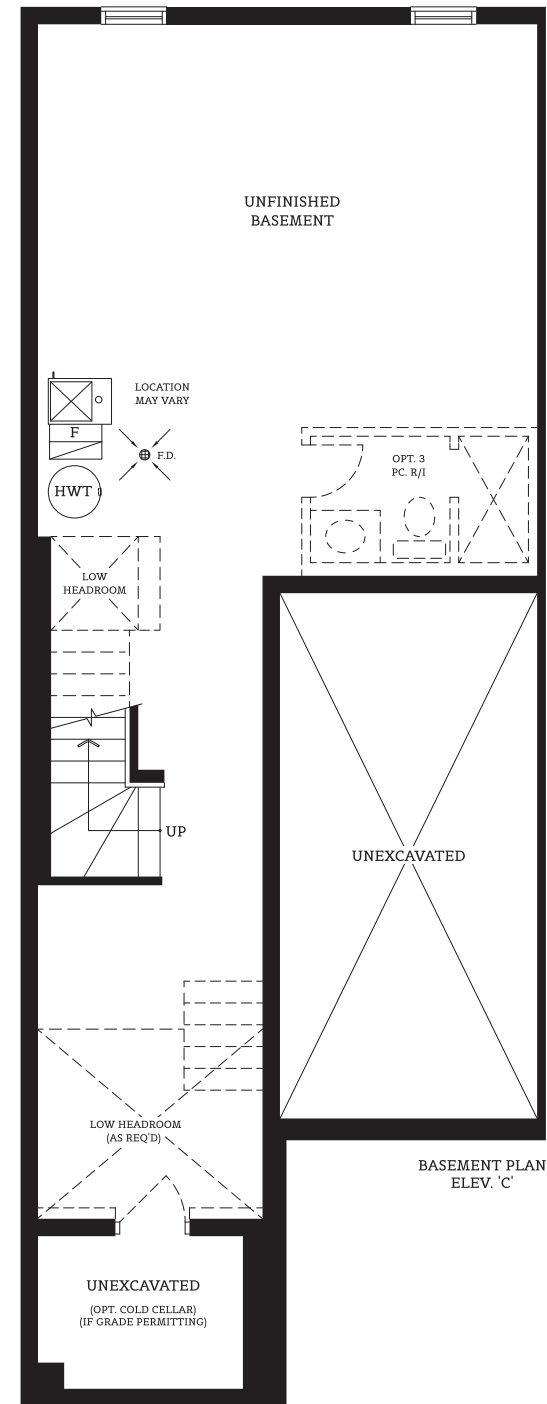 UNFINISHED
BASEMENT
LOCATION
MAY VARY
F
F.D.
OPT. 3
PC. R/I
HWT
LOW
HEADROOM
UP
UNEXCAVATED
LOW HEADROOM
(AS REQ'D)
BASEMENT PLAN
ELEV. 'C'
UNEXCAVATED
(OPT. COLD CELLAR)
(IF GRADE PERMITTING)